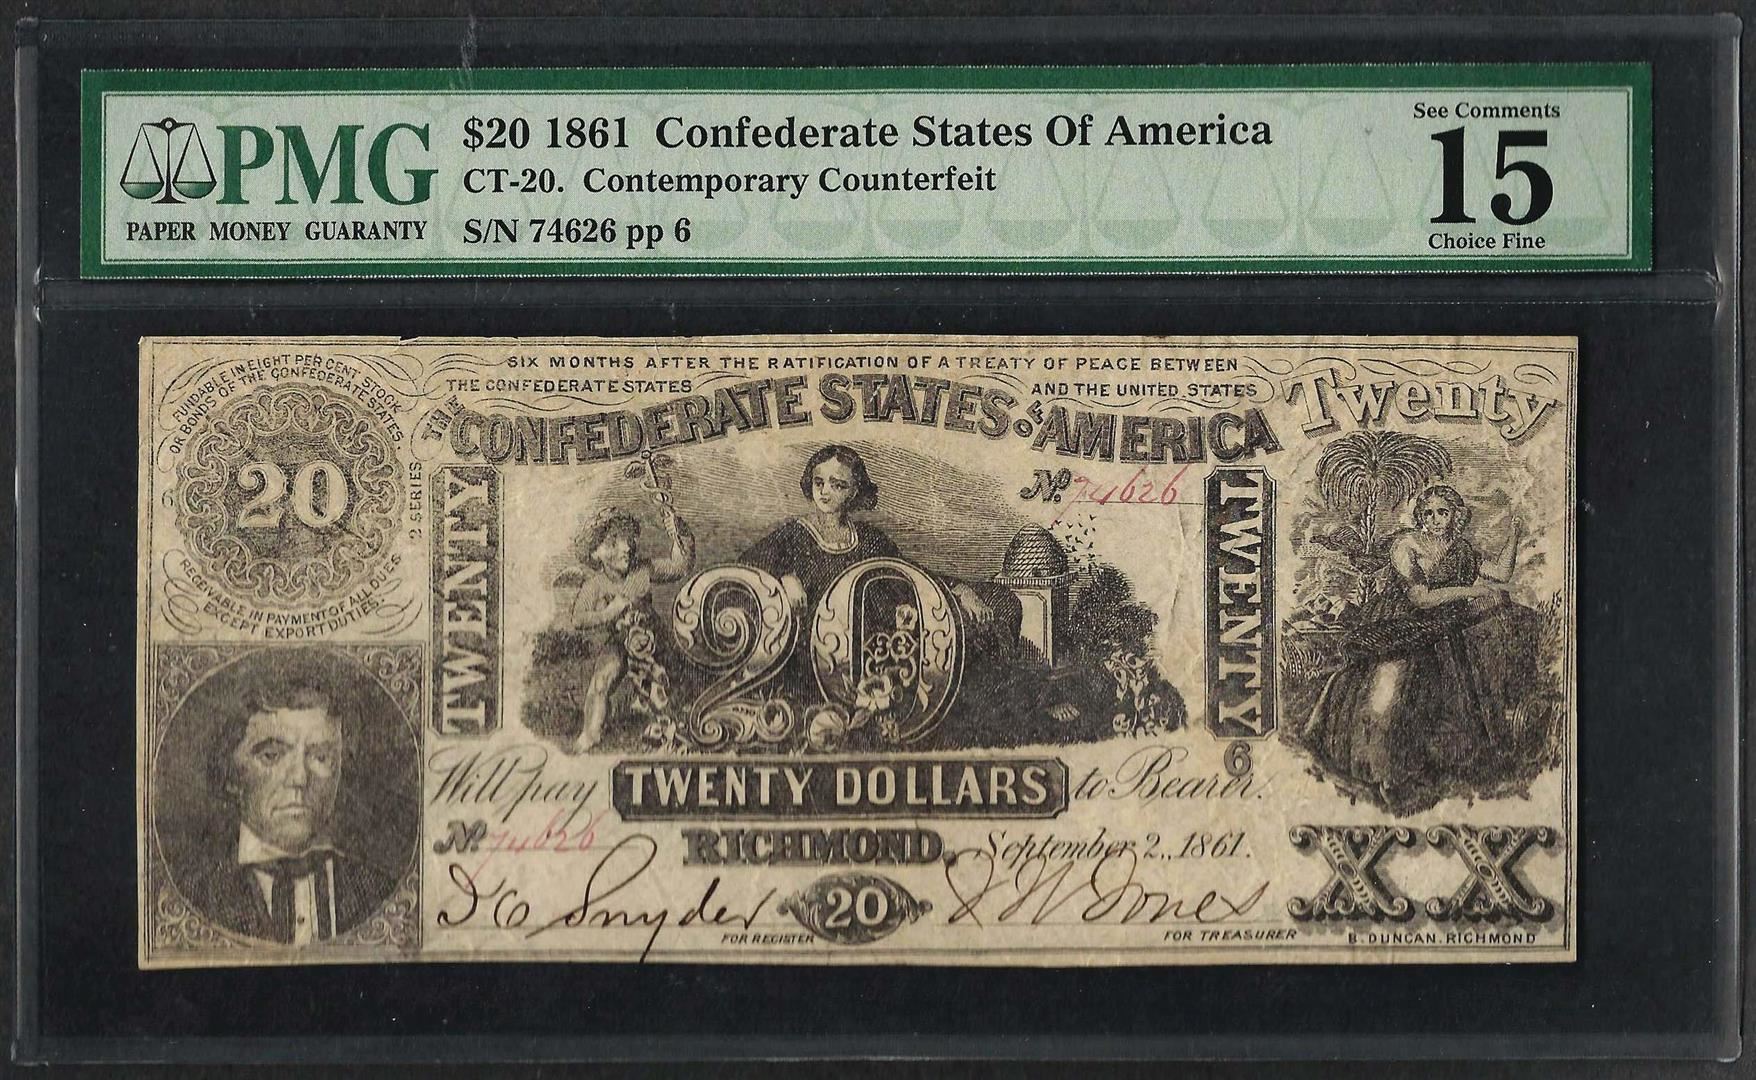 PMG
PAPER MONEY GUARANTY
$20 1861 Confederate States Of America
CT-20. Contemporary Counterfeit
S/N 74626 pp 6
See Comments
15
Choice Fine
FUNDABLE IN EIGHT PER CENT STOCK
OR BONDS OF THE CONFEDERATE STATES
20
RECEIVABLE IN PAYMENT OF ALL DUES
EXCEPT EXPORT DUTIES.
2 SERIES
SIX MONTHS AFTER THE RATIFICATION OF A TREATY OF PEACE BETWEEN
THE CONFEDERATE STATES AND THE UNITED STATES
THE CONFEDERATE STATES OF AMERICA
Twenty
TWENTY
No. 74626
TWENTY
20
6
Will pay TWENTY DOLLARS to Bearer.
No. 74626
RICHMOND, September 2, 1861.
XX
Snyder
20
Jones
FOR REGISTER
FOR TREASURER
B. DUNCAN. RICHMOND